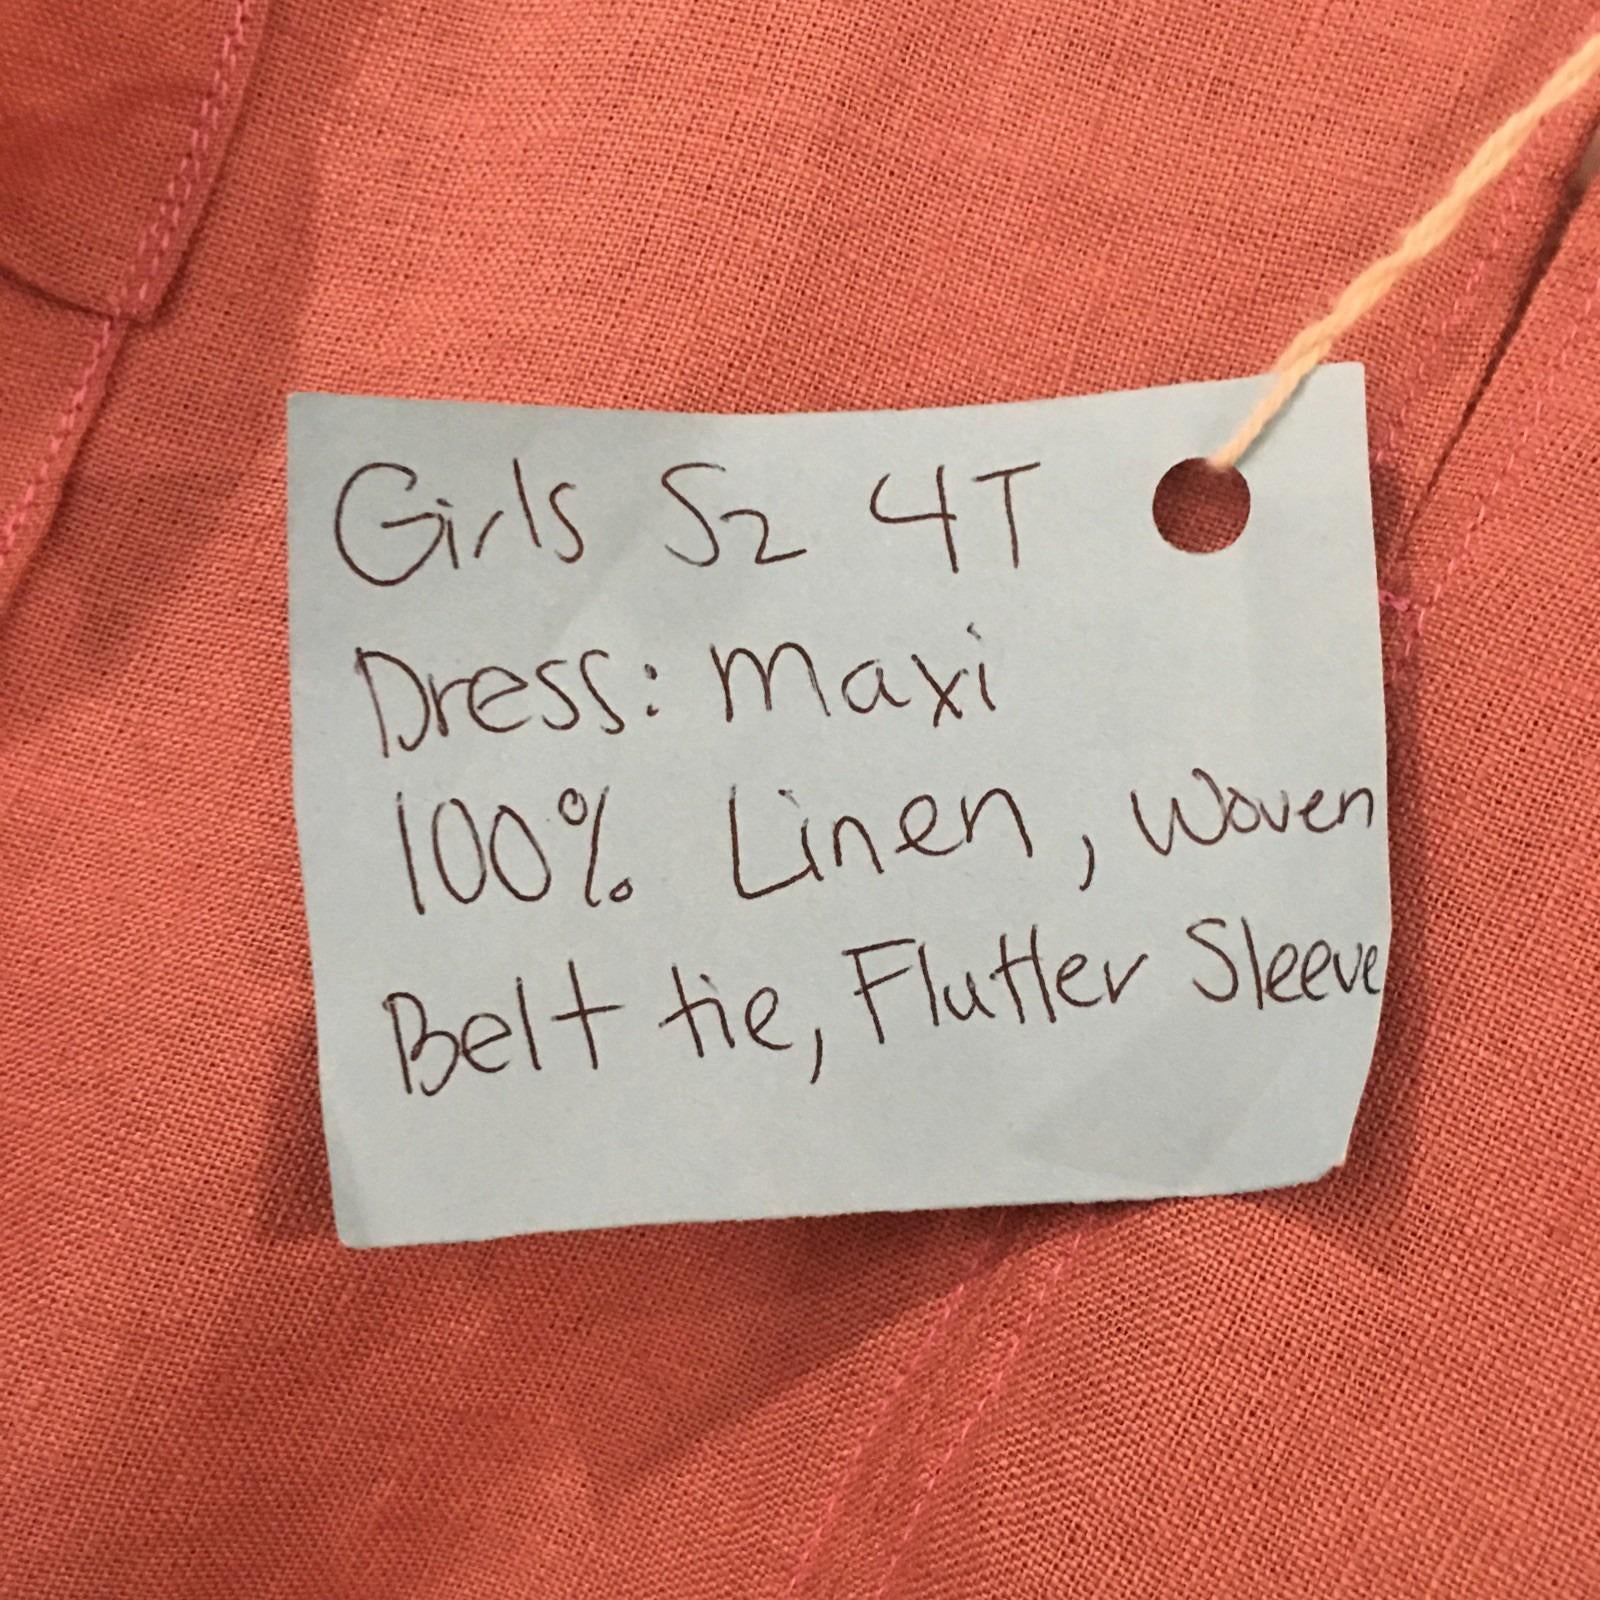 Girls Sz 4T
Dress: Maxi
100% Linen, Woven
Belt tie, Flutter Sleeve